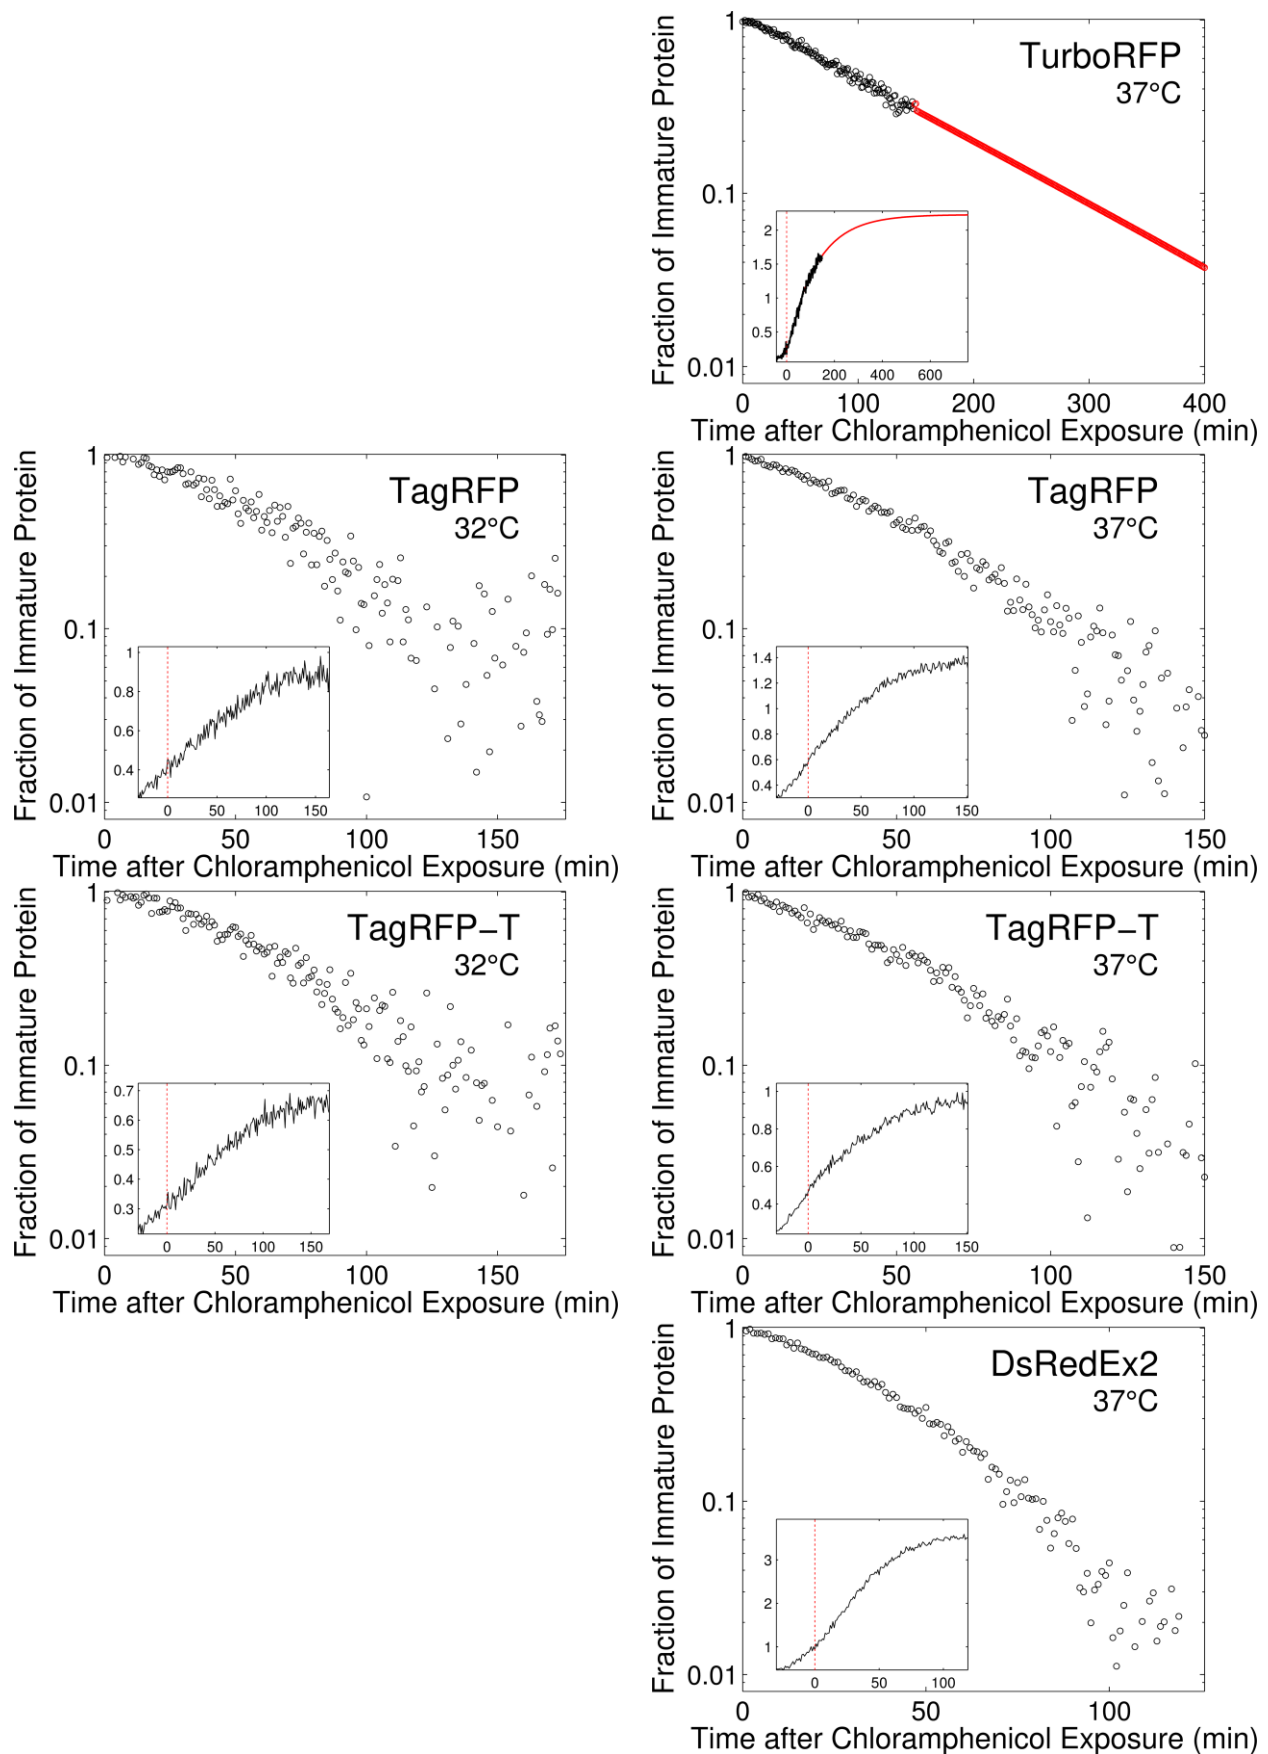 Fraction of Immature Protein
1
0.1
0.01
TurboRFP
37°C
2
1.5
1
0.5
0 200 400 600
0 100 200 300 400
Time after Chloramphenicol Exposure (min)
Fraction of Immature Protein
1
0.1
0.01
TagRFP
32°C
1
0.8
0.6
0.4
0 50 100 150
0 50 100 150
Time after Chloramphenicol Exposure (min)
Fraction of Immature Protein
1
0.1
0.01
TagRFP
37°C
1.4
1.2
1
0.8
0.6
0.4
0 50 100 150
0 50 100 150
Time after Chloramphenicol Exposure (min)
Fraction of Immature Protein
1
0.1
0.01
TagRFP–T
32°C
0.7
0.6
0.5
0.4
0.3
0 50 100 150
0 50 100 150
Time after Chloramphenicol Exposure (min)
Fraction of Immature Protein
1
0.1
0.01
TagRFP–T
37°C
1
0.8
0.6
0.4
0 50 100 150
0 50 100 150
Time after Chloramphenicol Exposure (min)
Fraction of Immature Protein
1
0.1
0.01
DsRedEx2
37°C
3
2
1
0 50 100
0 50 100
Time after Chloramphenicol Exposure (min)